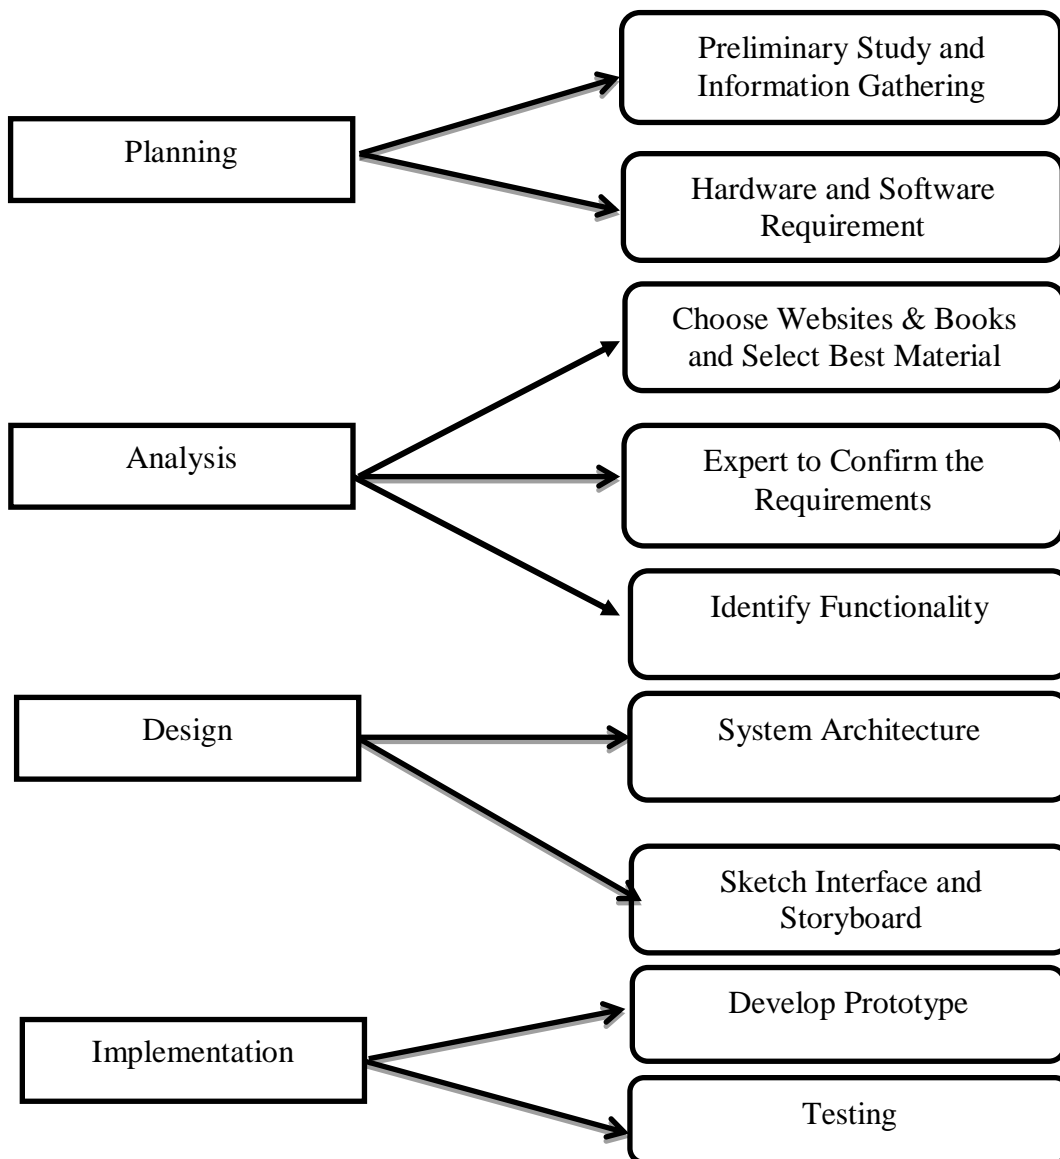 Preliminary Study and
Information Gathering
Planning
Hardware and Software
Requirement
Choose Websites & Books
and Select Best Material
Analysis
Expert to Confirm the
Requirements
Identify Functionality
Design
System Architecture
Sketch Interface and
Storyboard
Develop Prototype
Implementation
Testing